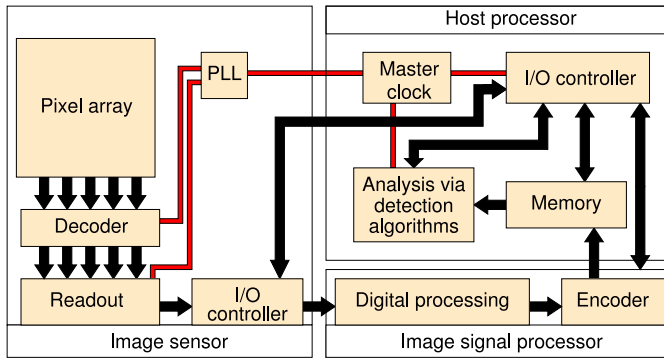 Host processor
PLL
Master
clock
I/O controller
Pixel array
Analysis via
detection
algorithms
Memory
Decoder
Readout
I/O
controller
Digital processing
Encoder
Image sensor
Image signal processor